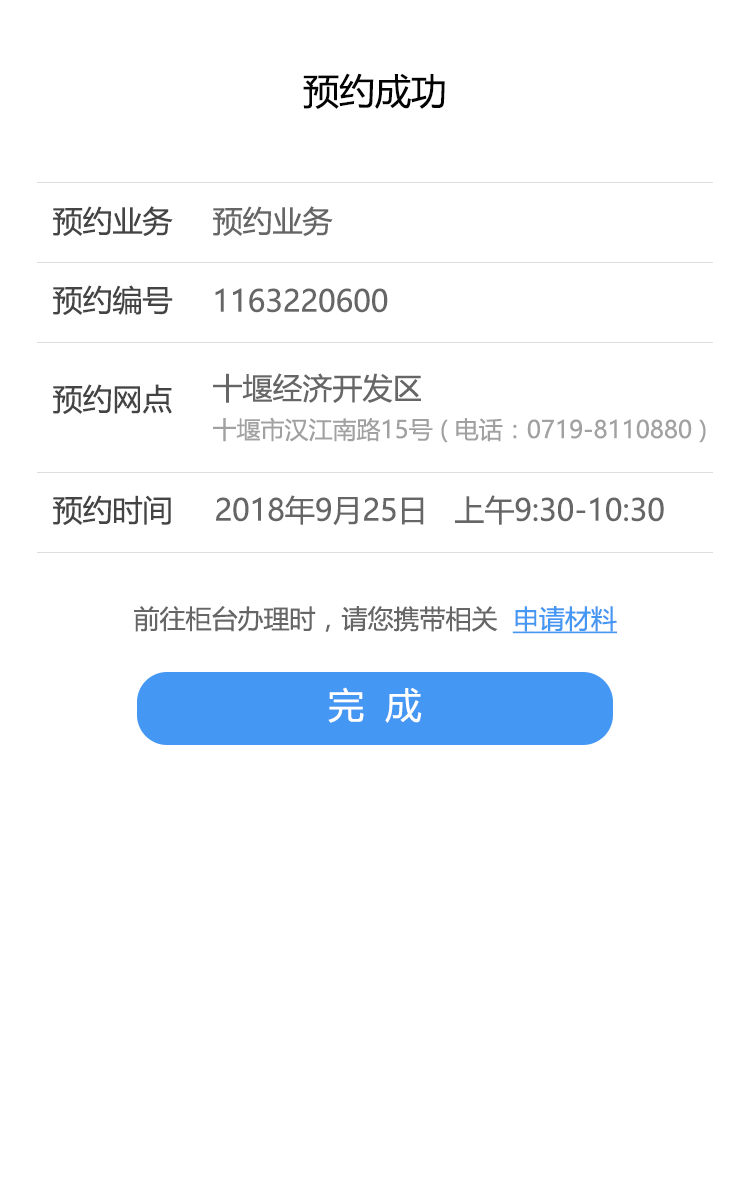 预约成功
预约业务 预约业务
预约编号 1163220600
预约网点 十堰经济开发区
十堰市汉江南路15号 ( 电话：0719-8110880 )
预约时间 2018年9月25日 上午9:30-10:30
前往柜台办理时，请您携带相关 申请材料
完 成